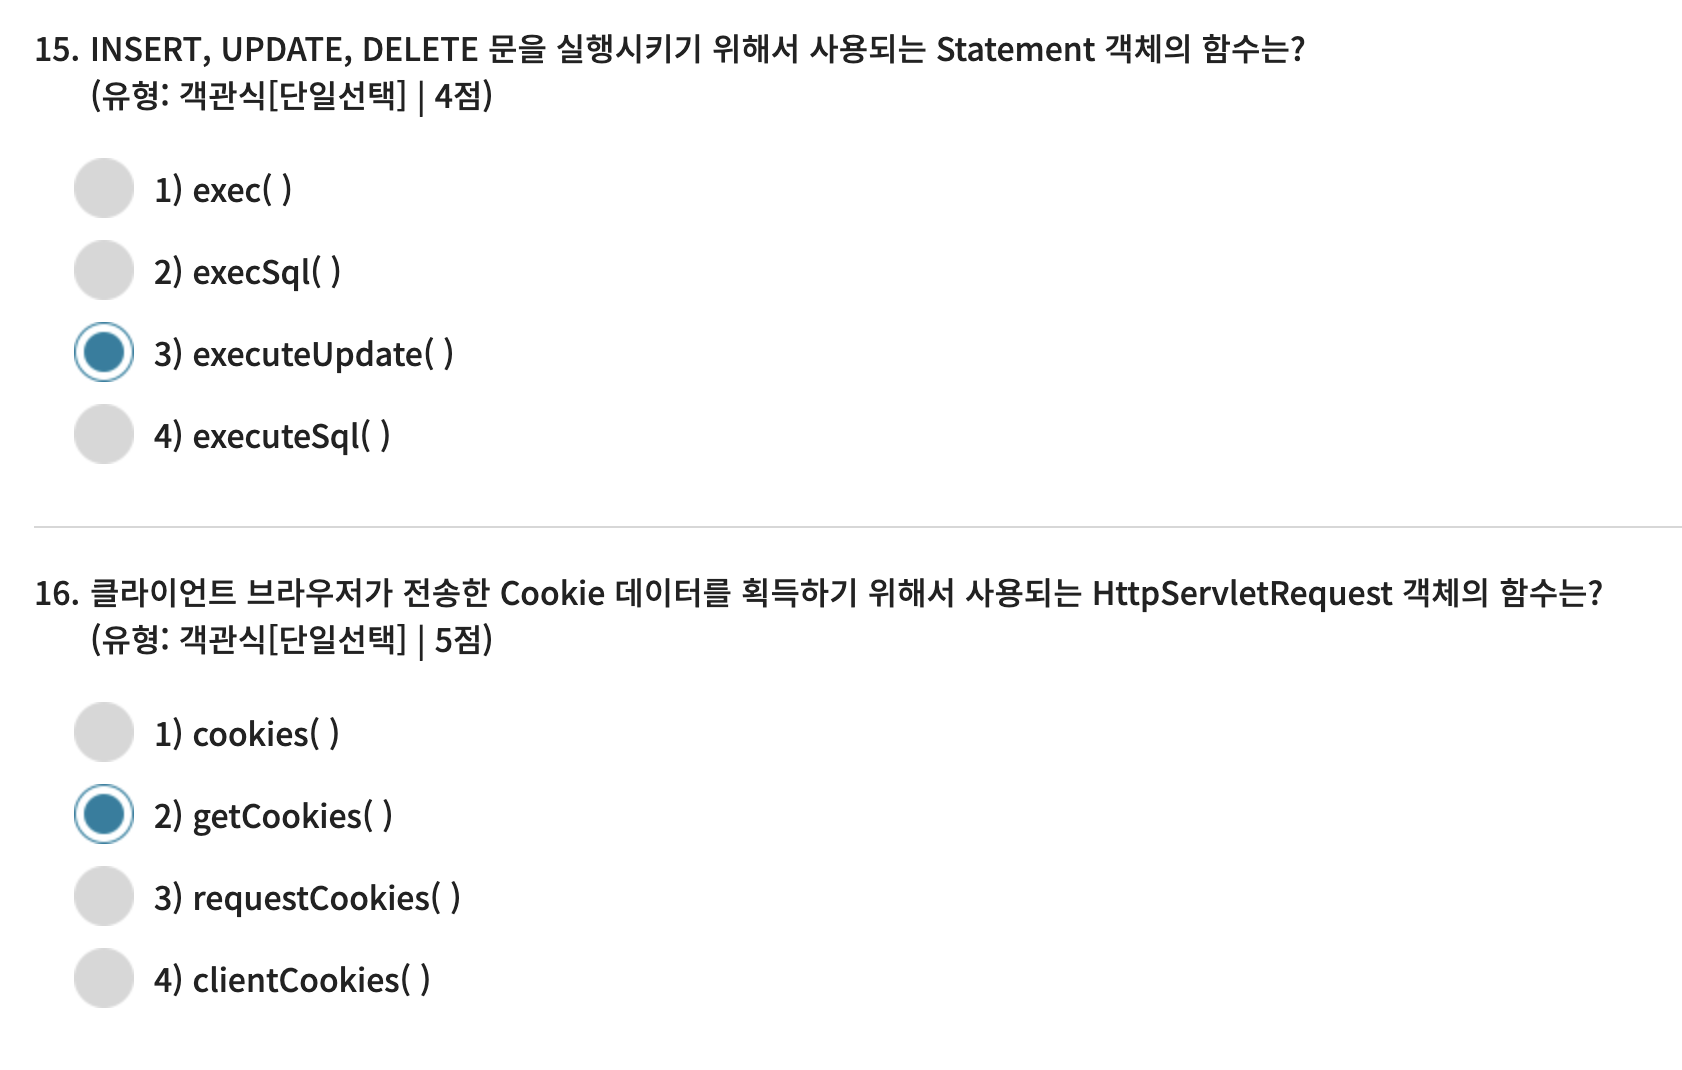 15. INSERT, UPDATE, DELETE 문을 실행시키기 위해서 사용되는 Statement 객체의 함수는?
(유형: 객관식[단일선택] | 4점)
1) exec( )
2) execSql( )
3) executeUpdate( )
4) executeSql( )
16. 클라이언트 브라우저가 전송한 Cookie 데이터를 획득하기 위해서 사용되는 HttpServletRequest 객체의 함수는?
(유형: 객관식[단일선택] | 5점)
1) cookies( )
2) getCookies( )
3) requestCookies( )
4) clientCookies( )